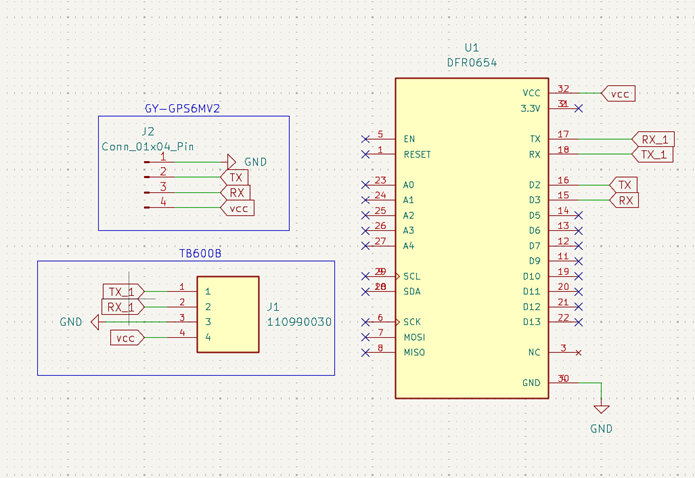 U1
DFR0654
GY-GPS6MV2
J2
Conn_01x04_Pin
1 GND
2 TX
3 RX
4 vcc
TB600B
TX_1 1 1
RX_1 2 2
GND 3 3
vcc 4 4
J1
110990030
VCC 32 vcc
3.3V
5 EN
1 RESET
TX 17 RX_1
RX 18 TX_1
23 A0
24 A1
25 A2
26 A3
27 A4
D2 16 TX
D3 15 RX
D5 14
D6 13
D7 12
D9 11
D10 19
D11 20
D12 21
D13 22
SCL
SDA
6 SCK
7 MOSI
8 MISO
NC 3
GND
GND